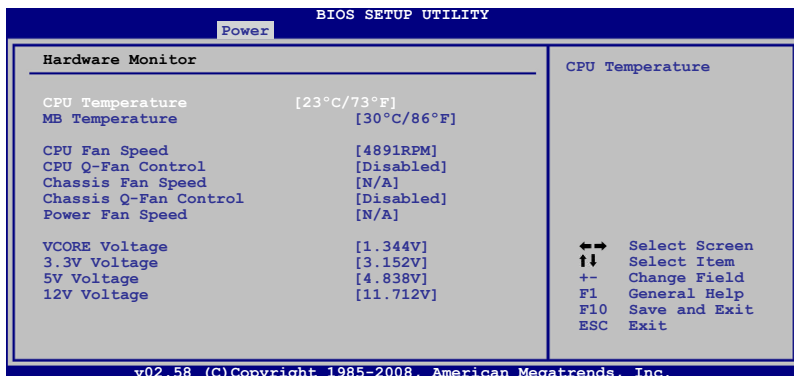 BIOS SETUP UTILITY
Power
Hardware Monitor
CPU Temperature [23°C/73°F]
MB Temperature [30°C/86°F]
CPU Fan Speed [4891RPM]
CPU Q-Fan Control [Disabled]
Chassis Fan Speed [N/A]
Chassis Q-Fan Control [Disabled]
Power Fan Speed [N/A]
VCORE Voltage [1.344V]
3.3V Voltage [3.152V]
5V Voltage [4.838V]
12V Voltage [11.712V]
CPU Temperature
←→ Select Screen
↑↓ Select Item
+- Change Field
F1 General Help
F10 Save and Exit
ESC Exit
v02.58 (C)Copyright 1985-2008, American Megatrends, Inc.